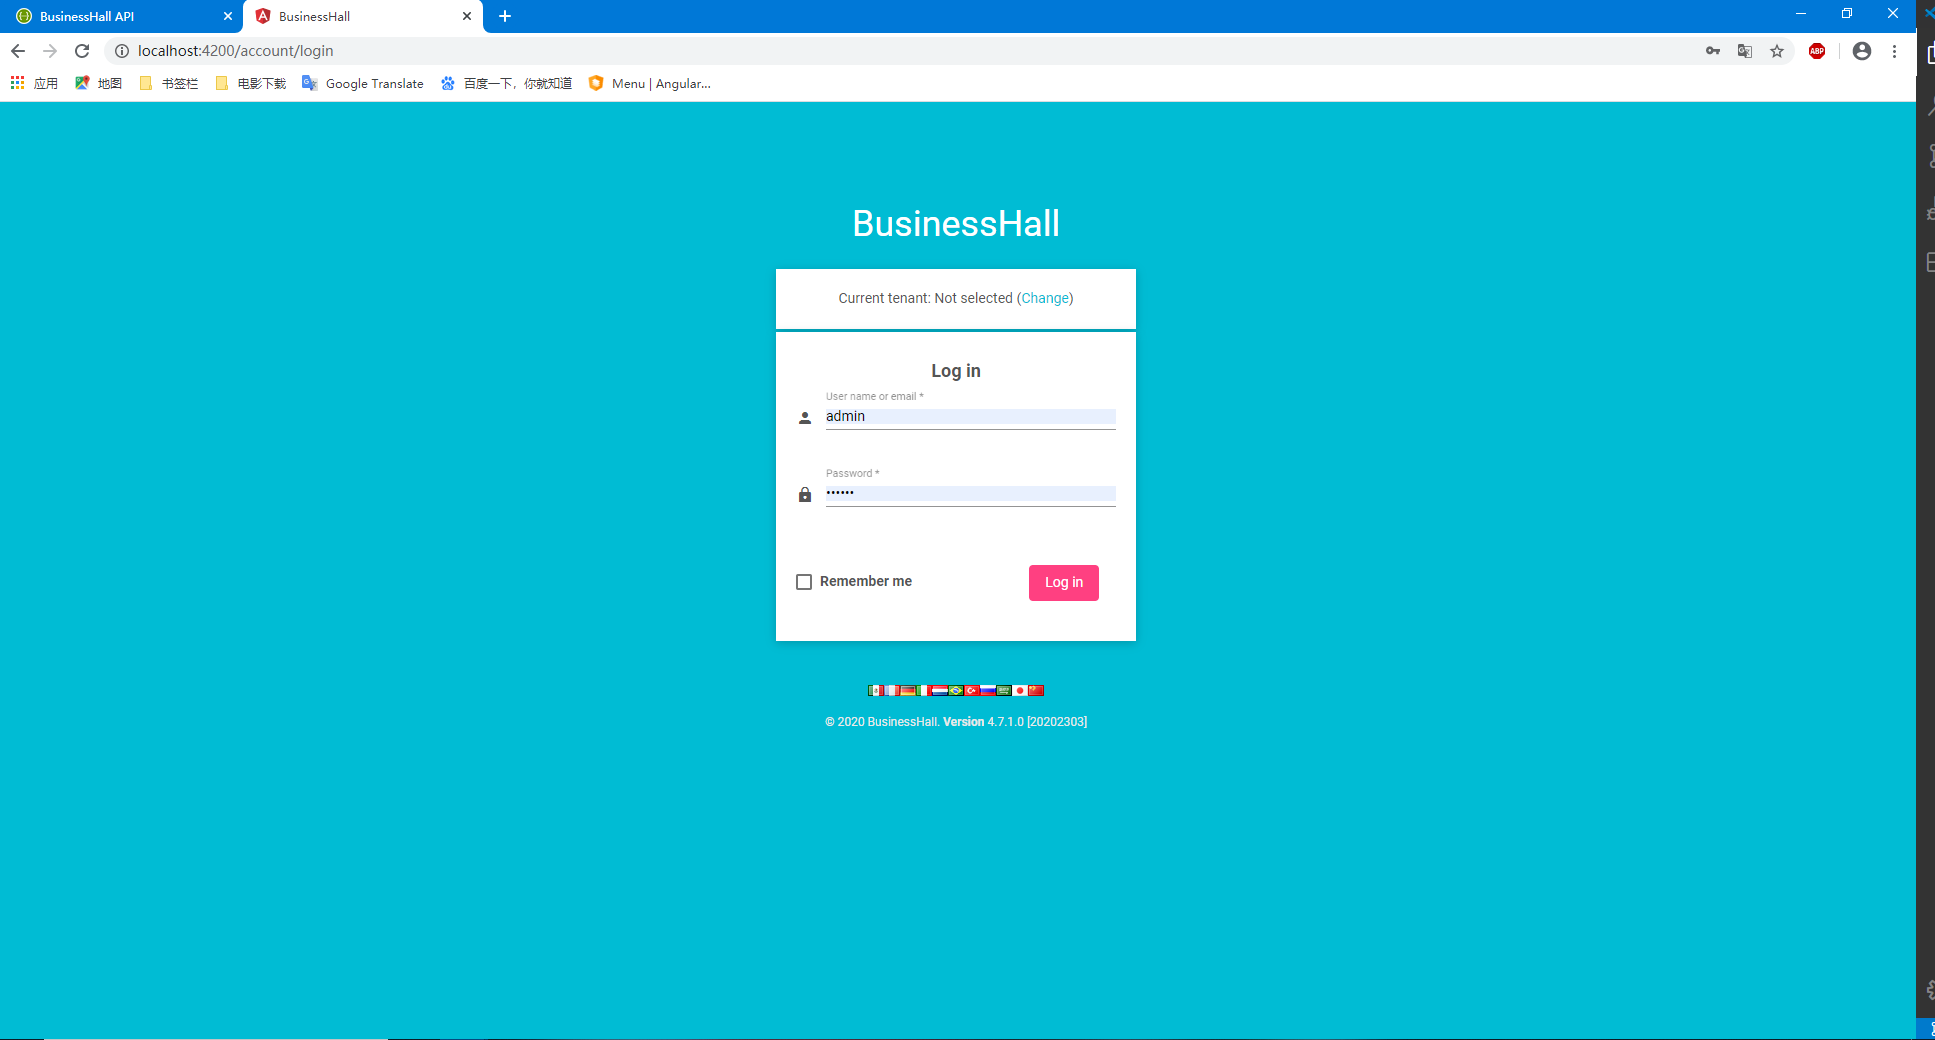 BusinessHall API
BusinessHall
localhost:4200/account/login
ABP
应用
地图
书签栏
电影下载
Google Translate
百度一下，你就知道
Menu | Angular...
BusinessHall
Current tenant: Not selected (Change)
Log in
User name or email *
admin
Password *
••••••
Remember me
Log in
© 2020 BusinessHall. Version 4.7.1.0 [20202303]